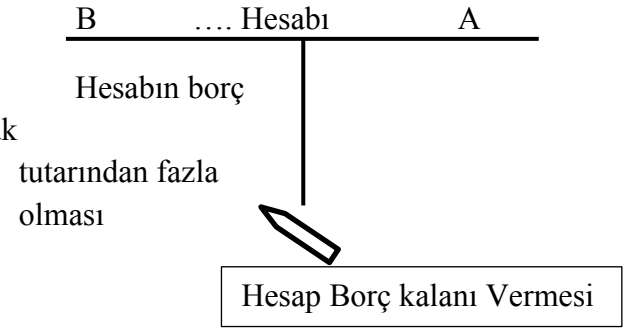 B …. Hesabı A
Hesabın borç
tutarından fazla
olması
Hesap Borç kalanı Vermesi